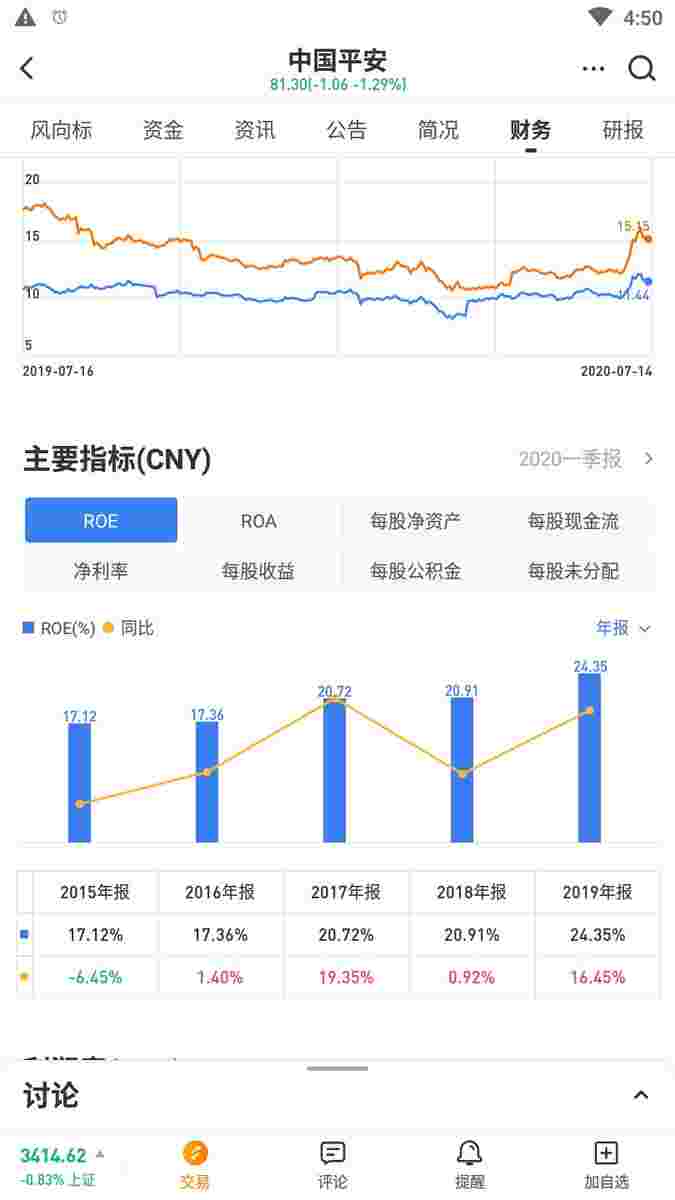 4:50
中国平安
81.30(-1.06 -1.29%)
风向标 资金 资讯 公告 简况 财务 研报
20
15
15.15
10
11.44
5
2019-07-16 2020-07-14
主要指标(CNY) 2020一季报
ROE ROA 每股净资产 每股现金流
净利率 每股收益 每股公积金 每股未分配
ROE(%) 同比 年报
17.12 17.36 20.72 20.91 24.35
2015年报 2016年报 2017年报 2018年报 2019年报
17.12% 17.36% 20.72% 20.91% 24.35%
-6.45% 1.40% 19.35% 0.92% 16.45%
讨论
3414.62
-0.83% 上证
交易 评论 提醒 加自选